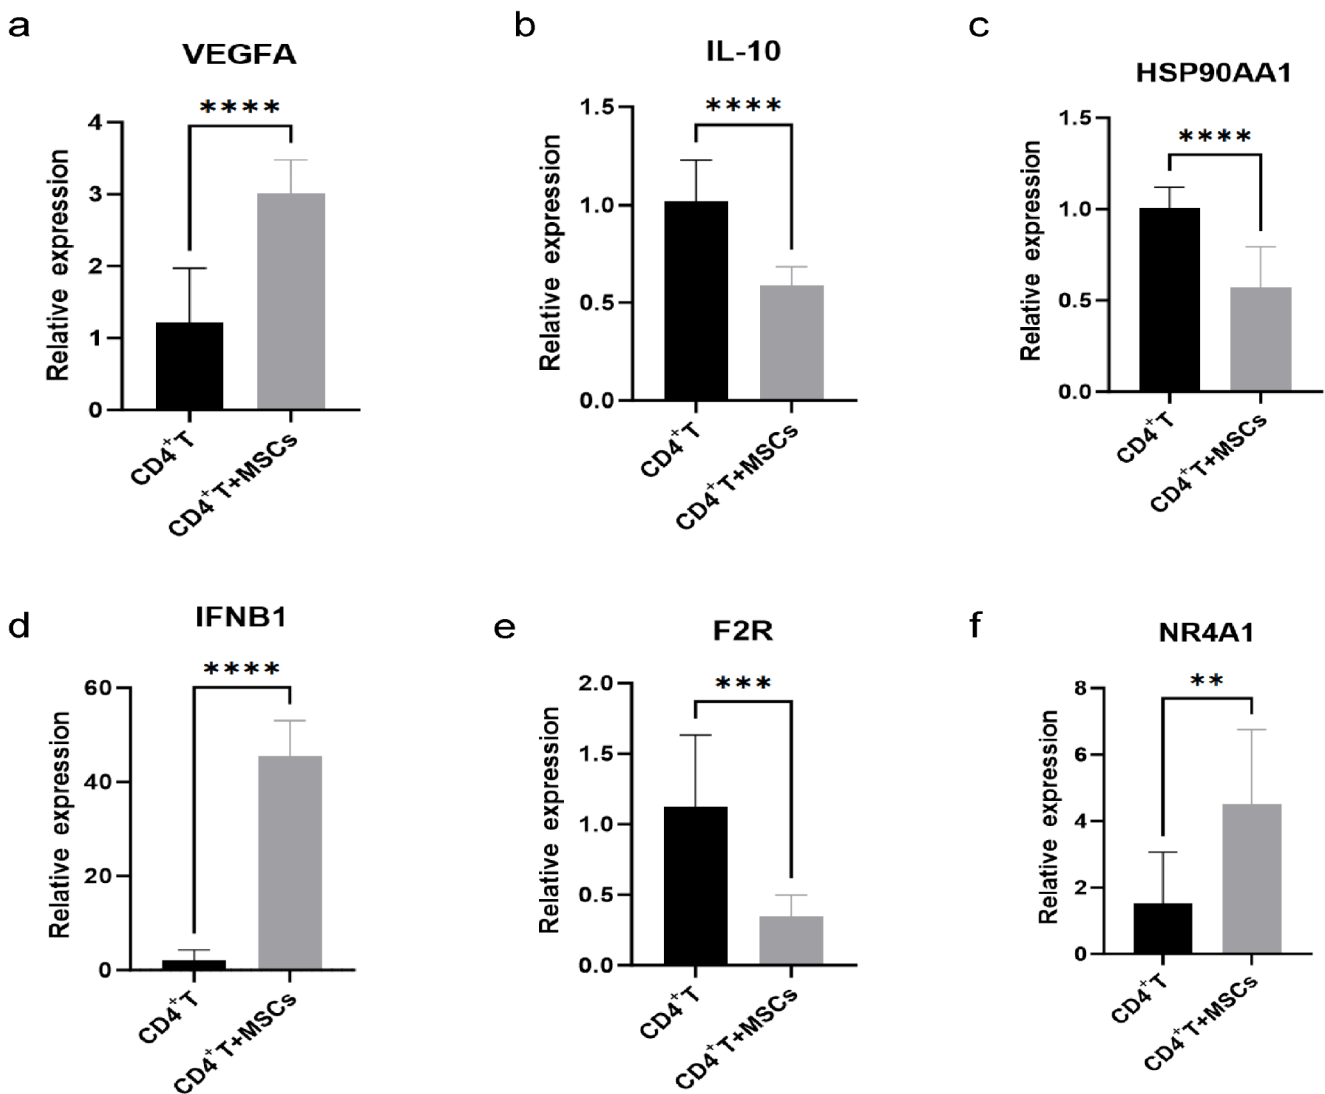 a
VEGFA
****
Relative expression
4
3
2
1
0
CD4⁺T
CD4⁺T+MSCs
b
IL-10
****
Relative expression
1.5
1.0
0.5
0.0
CD4⁺T
CD4⁺T+MSCs
c
HSP90AA1
****
Relative expression
1.5
1.0
0.5
0.0
CD4⁺T
CD4⁺T+MSCs
d
IFNB1
****
Relative expression
60
40
20
0
CD4⁺T
CD4⁺T+MSCs
e
F2R
***
Relative expression
2.0
1.5
1.0
0.5
0.0
CD4⁺T
CD4⁺T+MSCs
f
NR4A1
**
Relative expression
8
6
4
2
0
CD4⁺T
CD4⁺T+MSCs